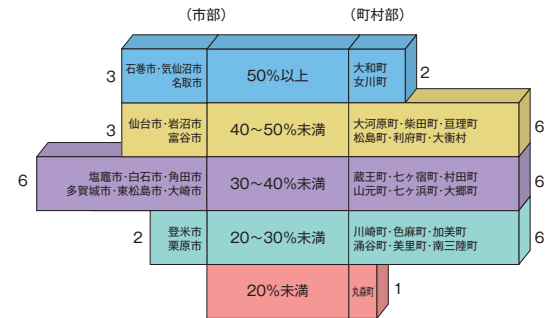 （市部）
（町村部）
3
石巻市・気仙沼市
名取市
50%以上
大和町
女川町
2
3
仙台市・岩沼市
富谷市
40～50%未満
大河原町・柴田町・亘理町
松島町・利府町・大衡村
6
6
塩竈市・白石市・角田市
多賀城市・東松島市・大崎市
30～40%未満
蔵王町・七ヶ宿町・村田町
山元町・七ヶ浜町・大郷町
6
2
登米市
栗原市
20～30%未満
川崎町・色麻町・加美町
涌谷町・美里町・南三陸町
6
20%未満
丸森町
1